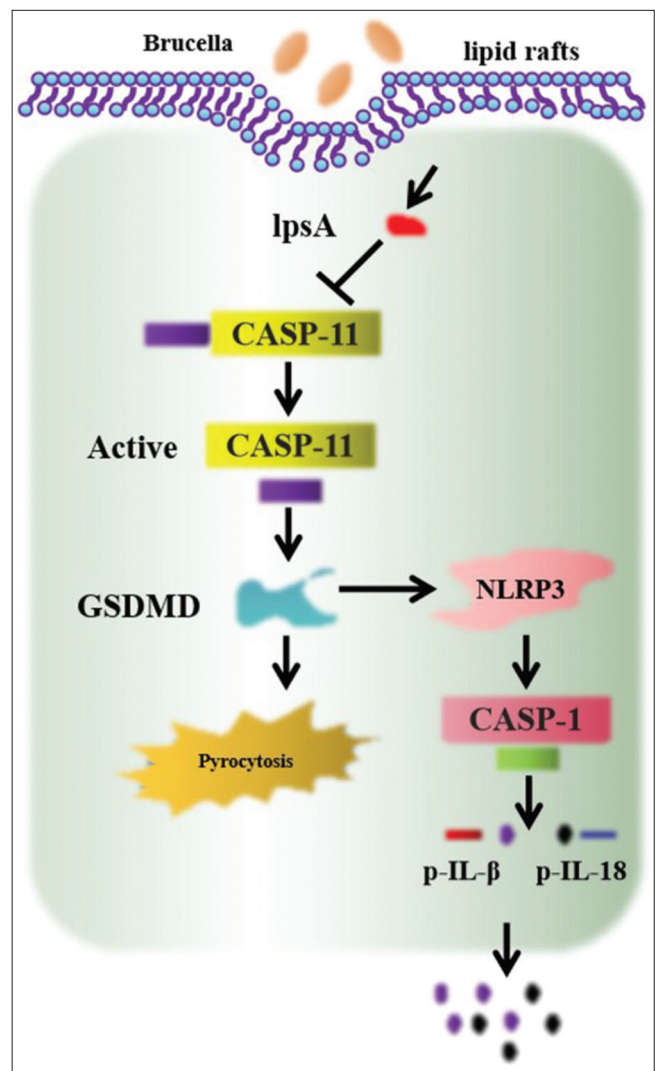 Brucella
lipid rafts
lpsA
CASP-11
Active
CASP-11
GSDMD
NLRP3
Pyrocytosis
CASP-1
p-IL-β
p-IL-18